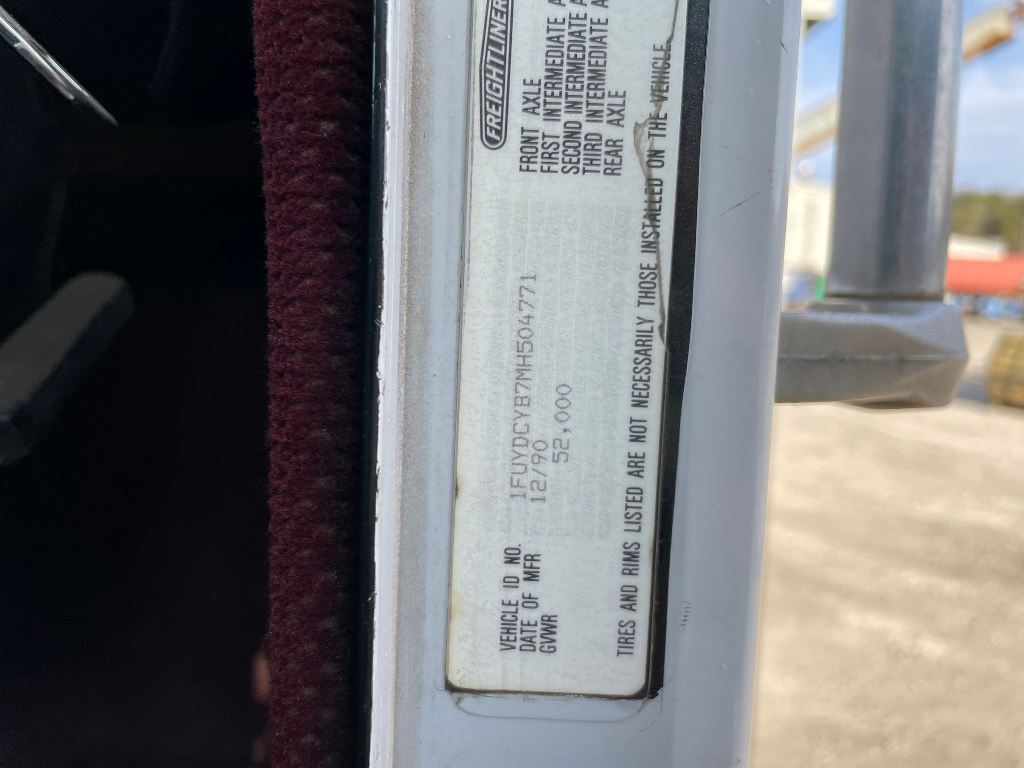 FREIGHTLINER
VEHICLE ID NO. 1FUYDCYB7MH504771
DATE OF MFR 12/90
GVWR 52,000
FRONT AXLE
FIRST INTERMEDIATE A
SECOND INTERMEDIATE A
THIRD INTERMEDIATE A
REAR AXLE
TIRES AND RIMS LISTED ARE NOT NECESSARILY THOSE INSTALLED ON THE VEHICLE